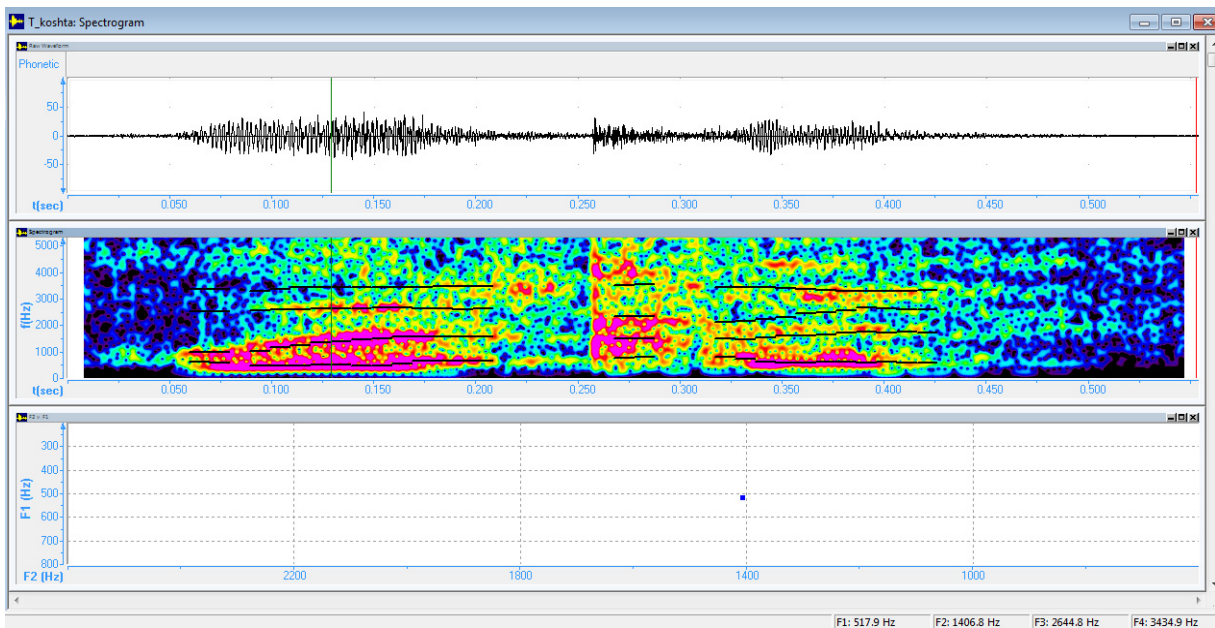 T_koshta: Spectrogram
Raw Waveform
Phonetic
50
0
-50
t(sec) 0.050 0.100 0.150 0.200 0.250 0.300 0.350 0.400 0.450 0.500
Spectrogram
5000
4000
3000
2000
1000
0
f(Hz)
t(sec) 0.050 0.100 0.150 0.200 0.250 0.300 0.350 0.400 0.450 0.500
F2 v. F1
300
400
500
600
700
800
F1 (Hz)
F2 (Hz) 2200 1800 1400 1000
F1: 517.9 Hz F2: 1406.8 Hz F3: 2644.8 Hz F4: 3434.9 Hz